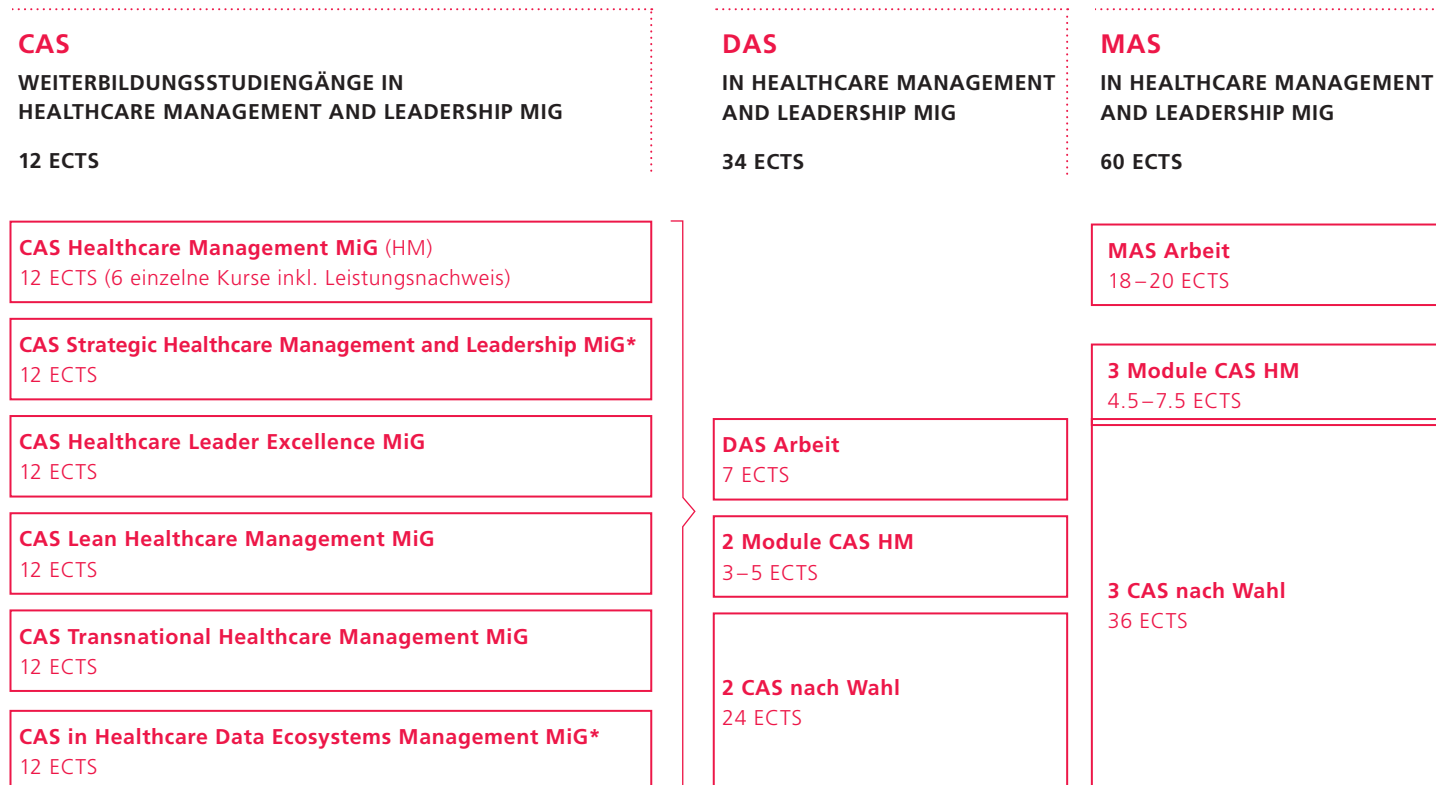 CAS
WEITERBILDUNGSSTUDIENGÄNGE IN
HEALTHCARE MANAGEMENT AND LEADERSHIP MIG
12 ECTS
CAS Healthcare Management MiG (HM)
12 ECTS (6 einzelne Kurse inkl. Leistungsnachweis)
CAS Strategic Healthcare Management and Leadership MiG*
12 ECTS
CAS Healthcare Leader Excellence MiG
12 ECTS
CAS Lean Healthcare Management MiG
12 ECTS
CAS Transnational Healthcare Management MiG
12 ECTS
CAS in Healthcare Data Ecosystems Management MiG*
12 ECTS
DAS
IN HEALTHCARE MANAGEMENT
AND LEADERSHIP MIG
34 ECTS
DAS Arbeit
7 ECTS
2 Module CAS HM
3–5 ECTS
2 CAS nach Wahl
24 ECTS
MAS
IN HEALTHCARE MANAGEMENT
AND LEADERSHIP MIG
60 ECTS
MAS Arbeit
18–20 ECTS
3 Module CAS HM
4.5–7.5 ECTS
3 CAS nach Wahl
36 ECTS